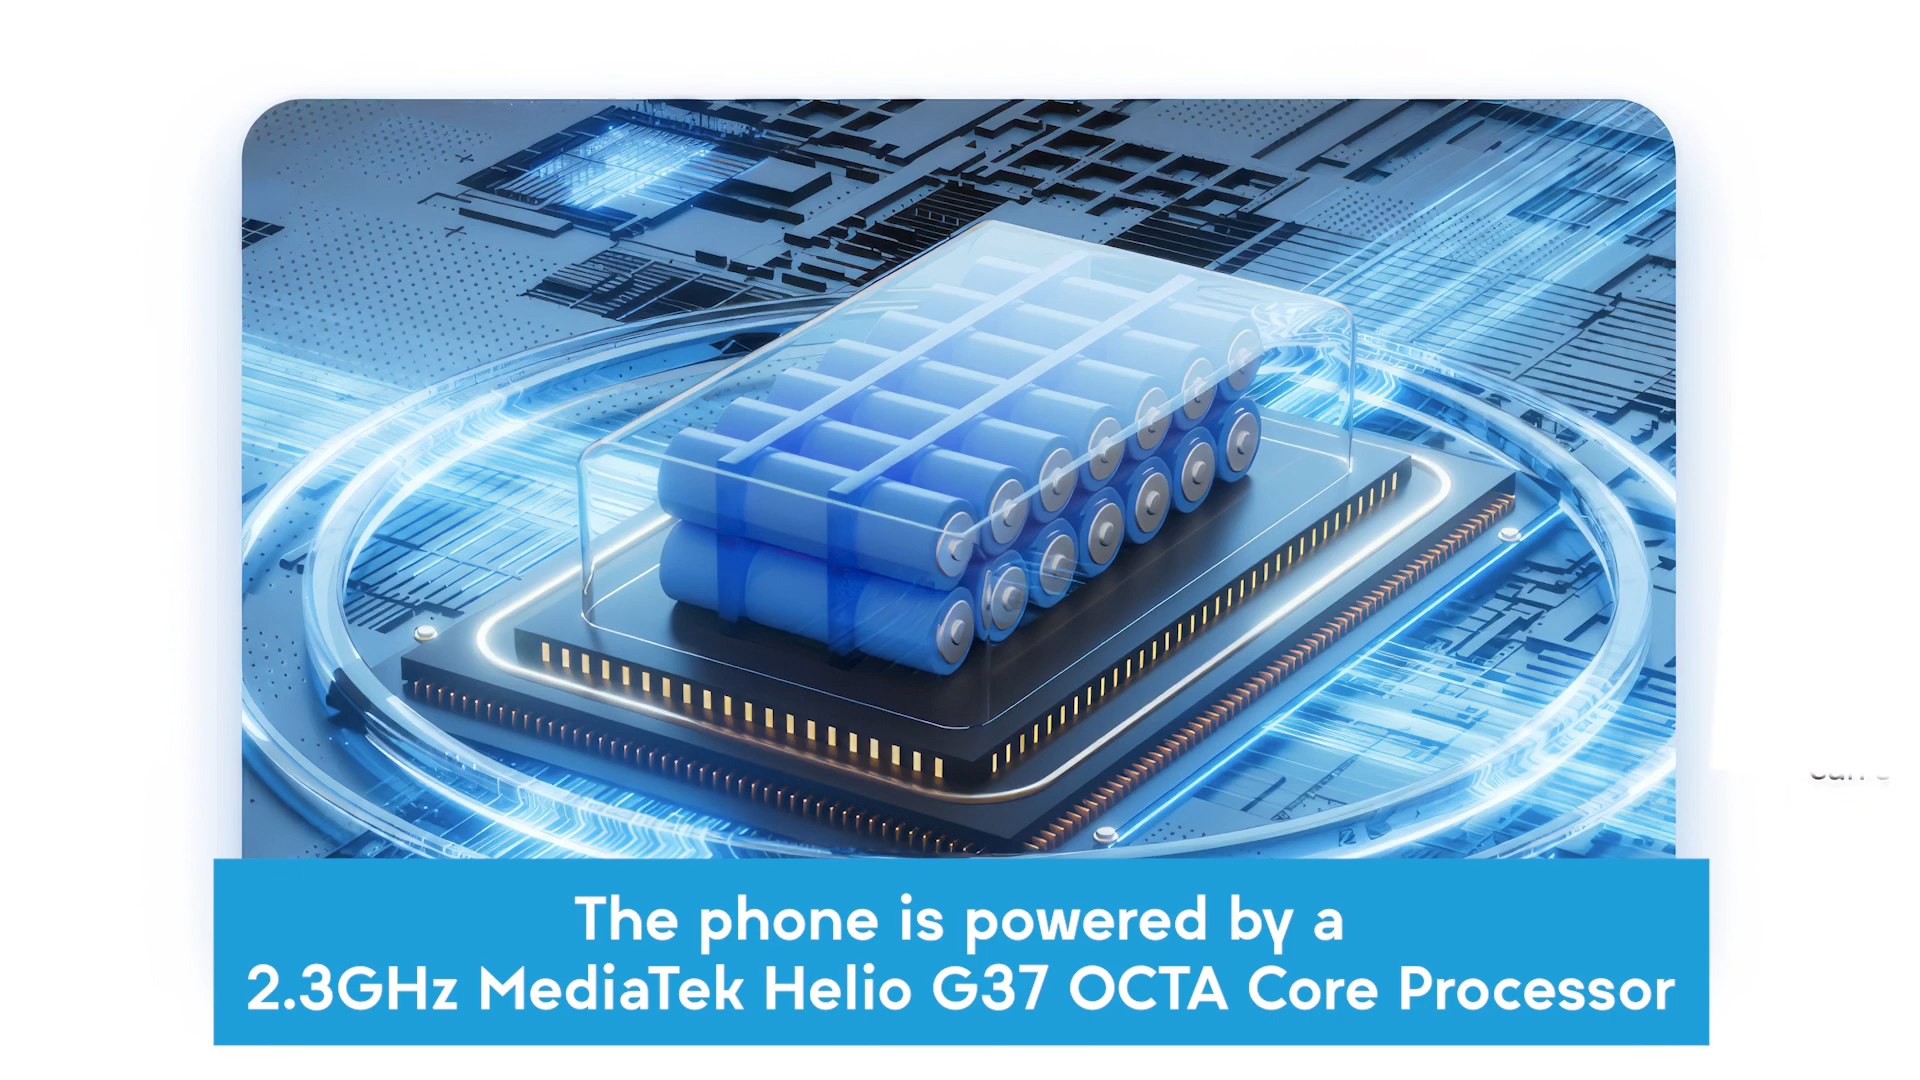 The phone is powered by a
2.3GHz MediaTek Helio G37 OCTA Core Processor